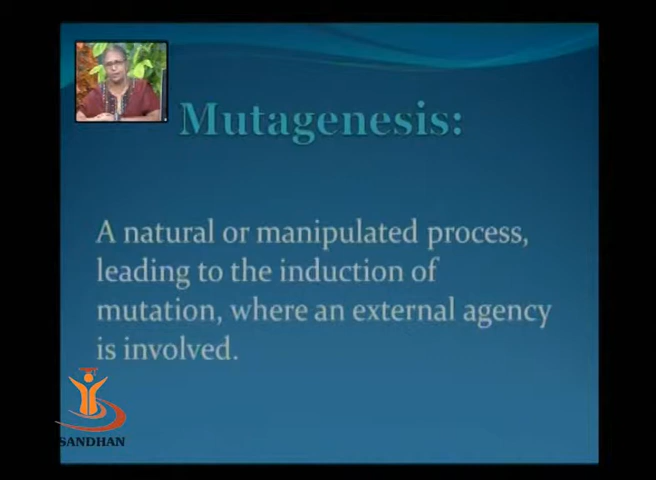 Mutagenesis:
A natural or manipulated process,
leading to the induction of
mutation, where an external agency
is involved.
SANDHAN